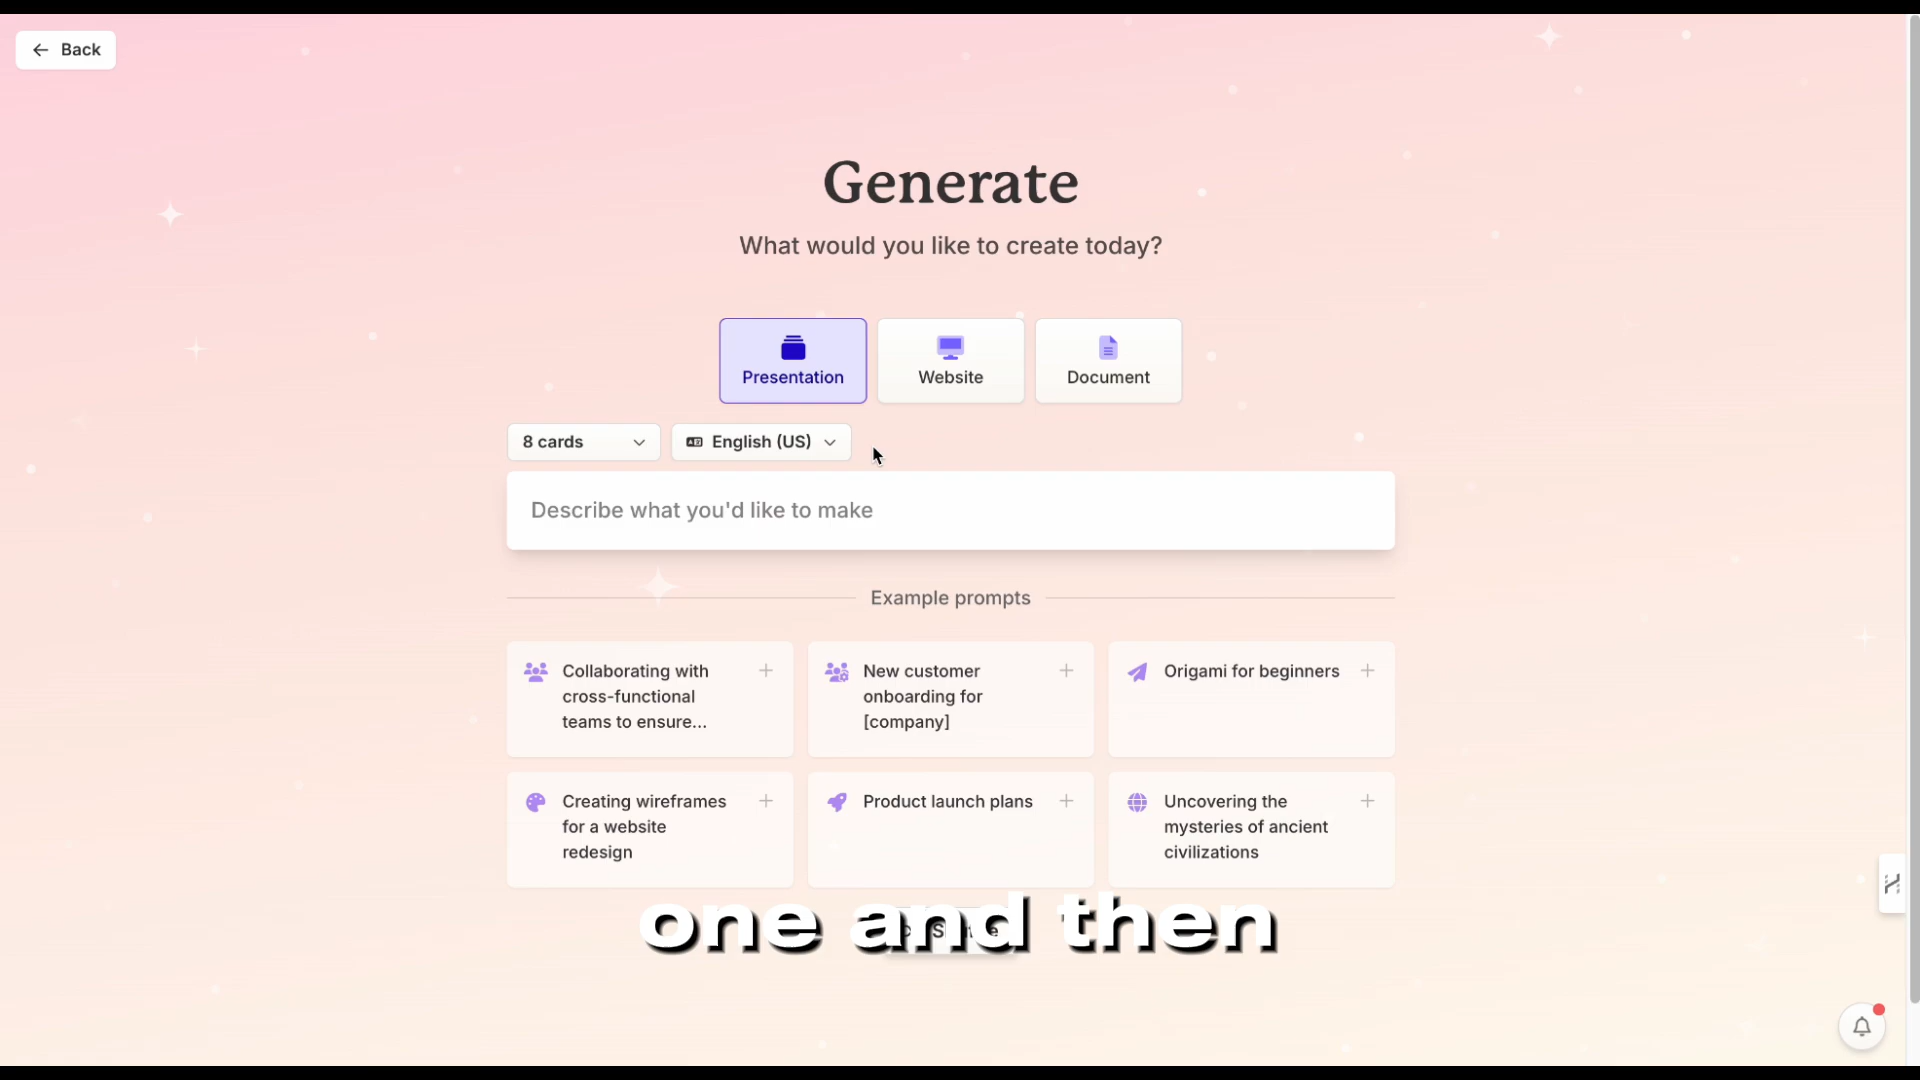 Back
Generate
What would you like to create today?
Presentation
Website
Document
8 cards
English (US)
Describe what you'd like to make
Example prompts
Collaborating with
cross-functional
teams to ensure...
New customer
onboarding for
[company]
Origami for beginners
Creating wireframes
for a website
redesign
Product launch plans
Uncovering the
mysteries of ancient
civilizations
one and then